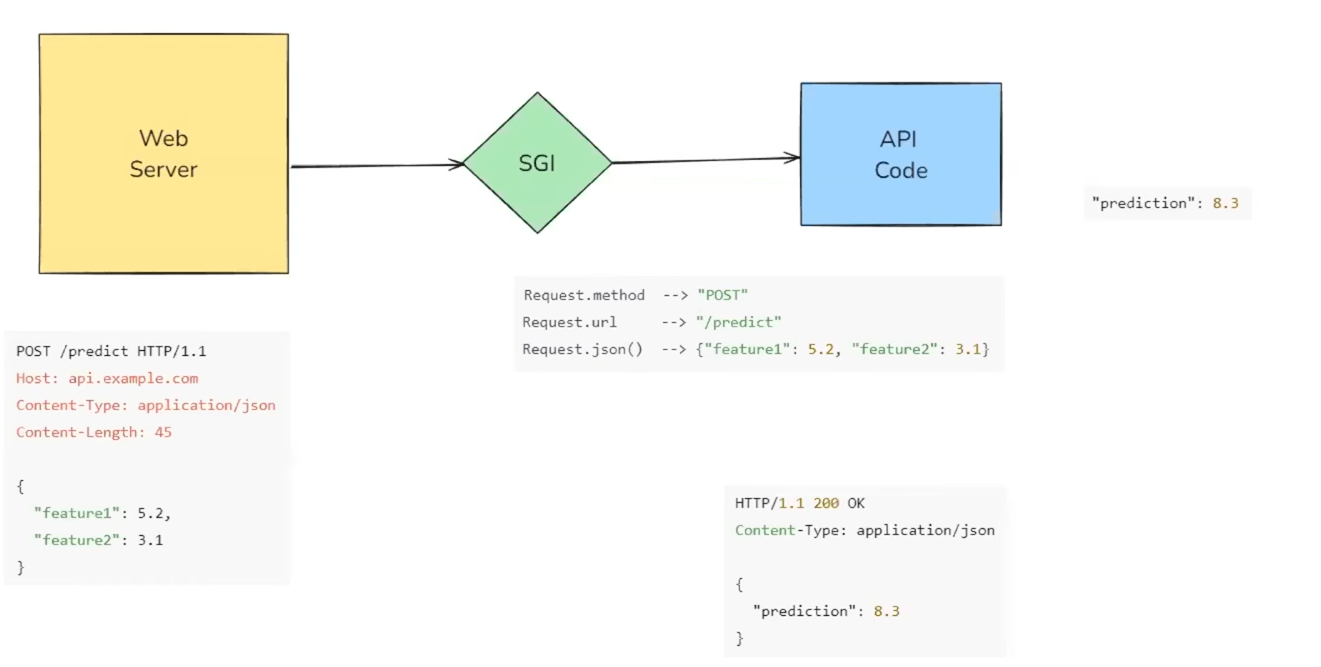 Web
Server
SGI
API
Code
"prediction": 8.3
Request.method --> "POST"
Request.url --> "/predict"
Request.json() --> {"feature1": 5.2, "feature2": 3.1}
POST /predict HTTP/1.1
Host: api.example.com
Content-Type: application/json
Content-Length: 45
{
"feature1": 5.2,
"feature2": 3.1
}
HTTP/1.1 200 OK
Content-Type: application/json
{
"prediction": 8.3
}